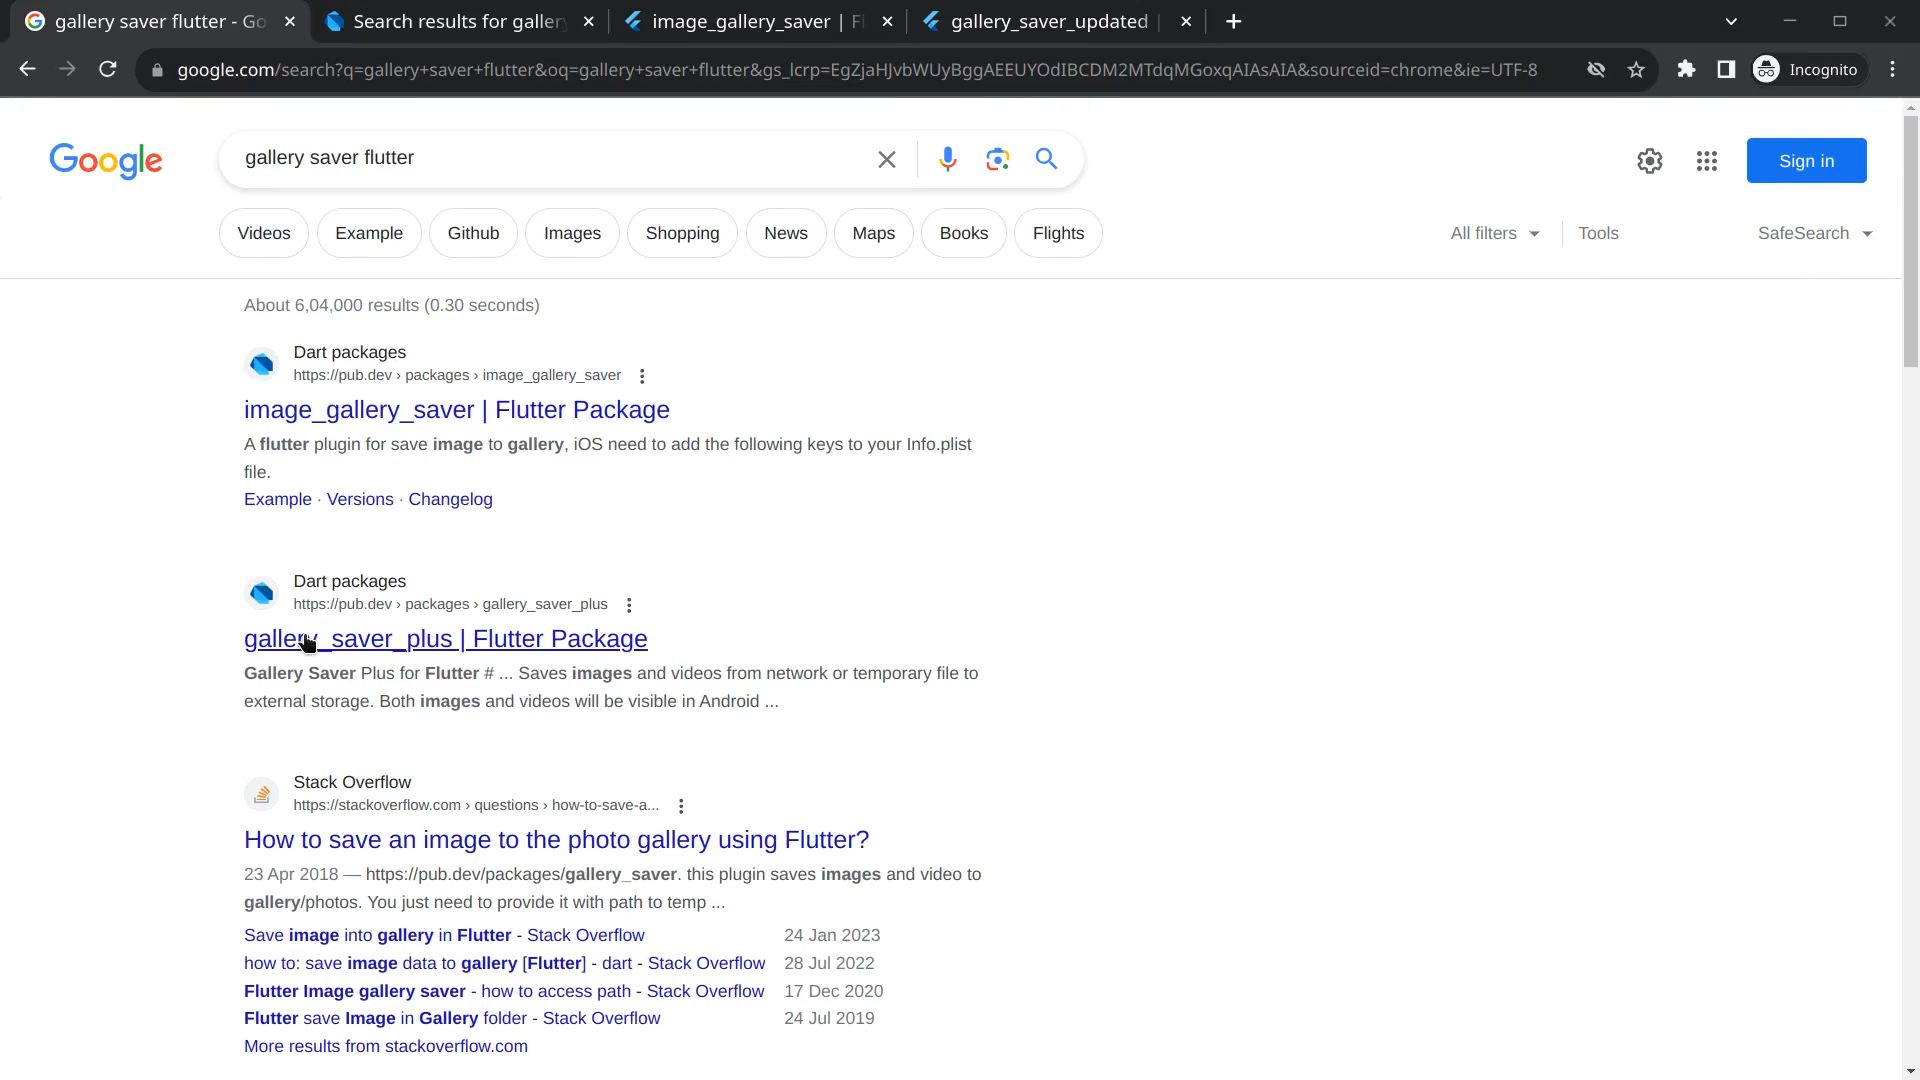 gallery saver flutter - Go
Search results for galler
image_gallery_saver | Fl
gallery_saver_updated |
google.com/search?q=gallery+saver+flutter&oq=gallery+saver+flutter&gs_lcrp=EgZjaHJvbWUyBggAEEUYOdIBCDM2MTdqMGoxqAIAsAIA&sourceid=chrome&ie=UTF-8
Incognito
Google
gallery saver flutter
Sign in
Videos
Example
Github
Images
Shopping
News
Maps
Books
Flights
All filters
Tools
SafeSearch
About 6,04,000 results (0.30 seconds)
Dart packages
https://pub.dev › packages › image_gallery_saver
image_gallery_saver | Flutter Package
A flutter plugin for save image to gallery, iOS need to add the following keys to your Info.plist
file.
Example · Versions · Changelog
Dart packages
https://pub.dev › packages › gallery_saver_plus
gallery_saver_plus | Flutter Package
Gallery Saver Plus for Flutter # ... Saves images and videos from network or temporary file to
external storage. Both images and videos will be visible in Android ...
Stack Overflow
https://stackoverflow.com › questions › how-to-save-a...
How to save an image to the photo gallery using Flutter?
23 Apr 2018 — https://pub.dev/packages/gallery_saver. this plugin saves images and video to
gallery/photos. You just need to provide it with path to temp ...
Save image into gallery in Flutter - Stack Overflow 24 Jan 2023
how to: save image data to gallery [Flutter] - dart - Stack Overflow 28 Jul 2022
Flutter Image gallery saver - how to access path - Stack Overflow 17 Dec 2020
Flutter save Image in Gallery folder - Stack Overflow 24 Jul 2019
More results from stackoverflow.com